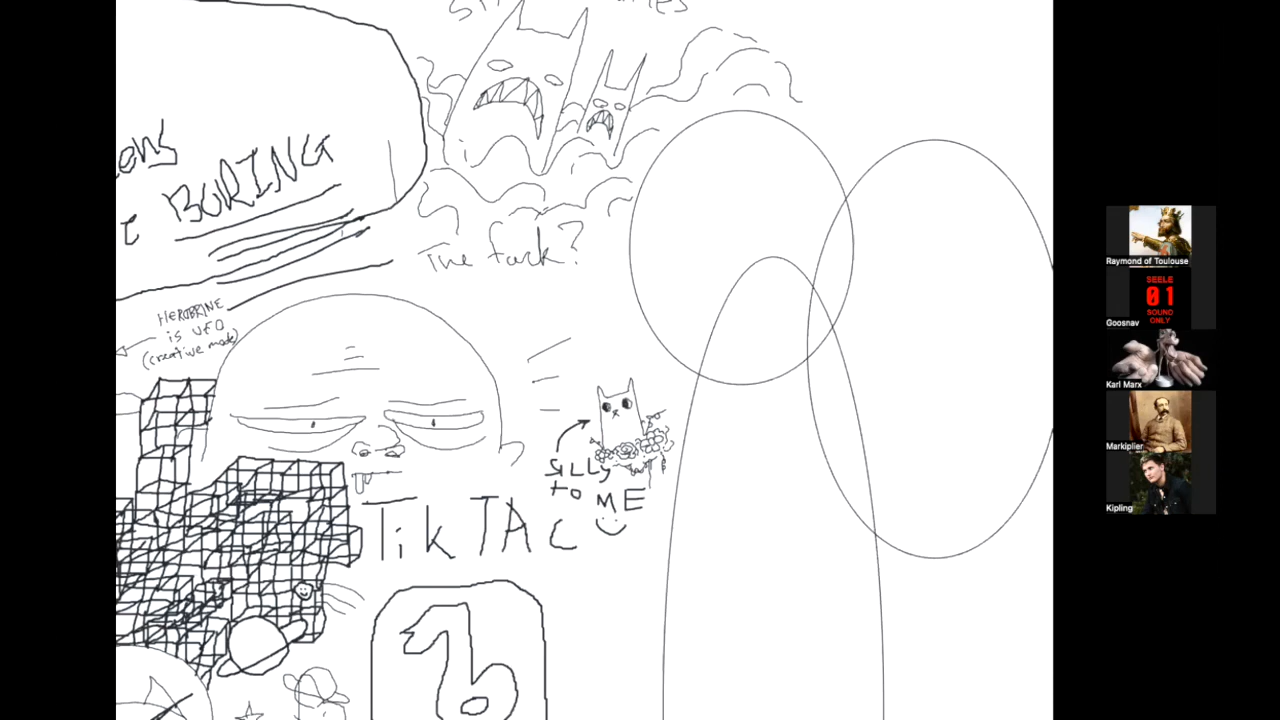 BORING
The fuck?
HEROBRINE
is UFO
(creative mode)
SILLY
to ME
TikTAC
Raymond of Toulouse
SEELE
01
SOUND
ONLY
Goosnav
Karl Marx
Markiplier
Kipling